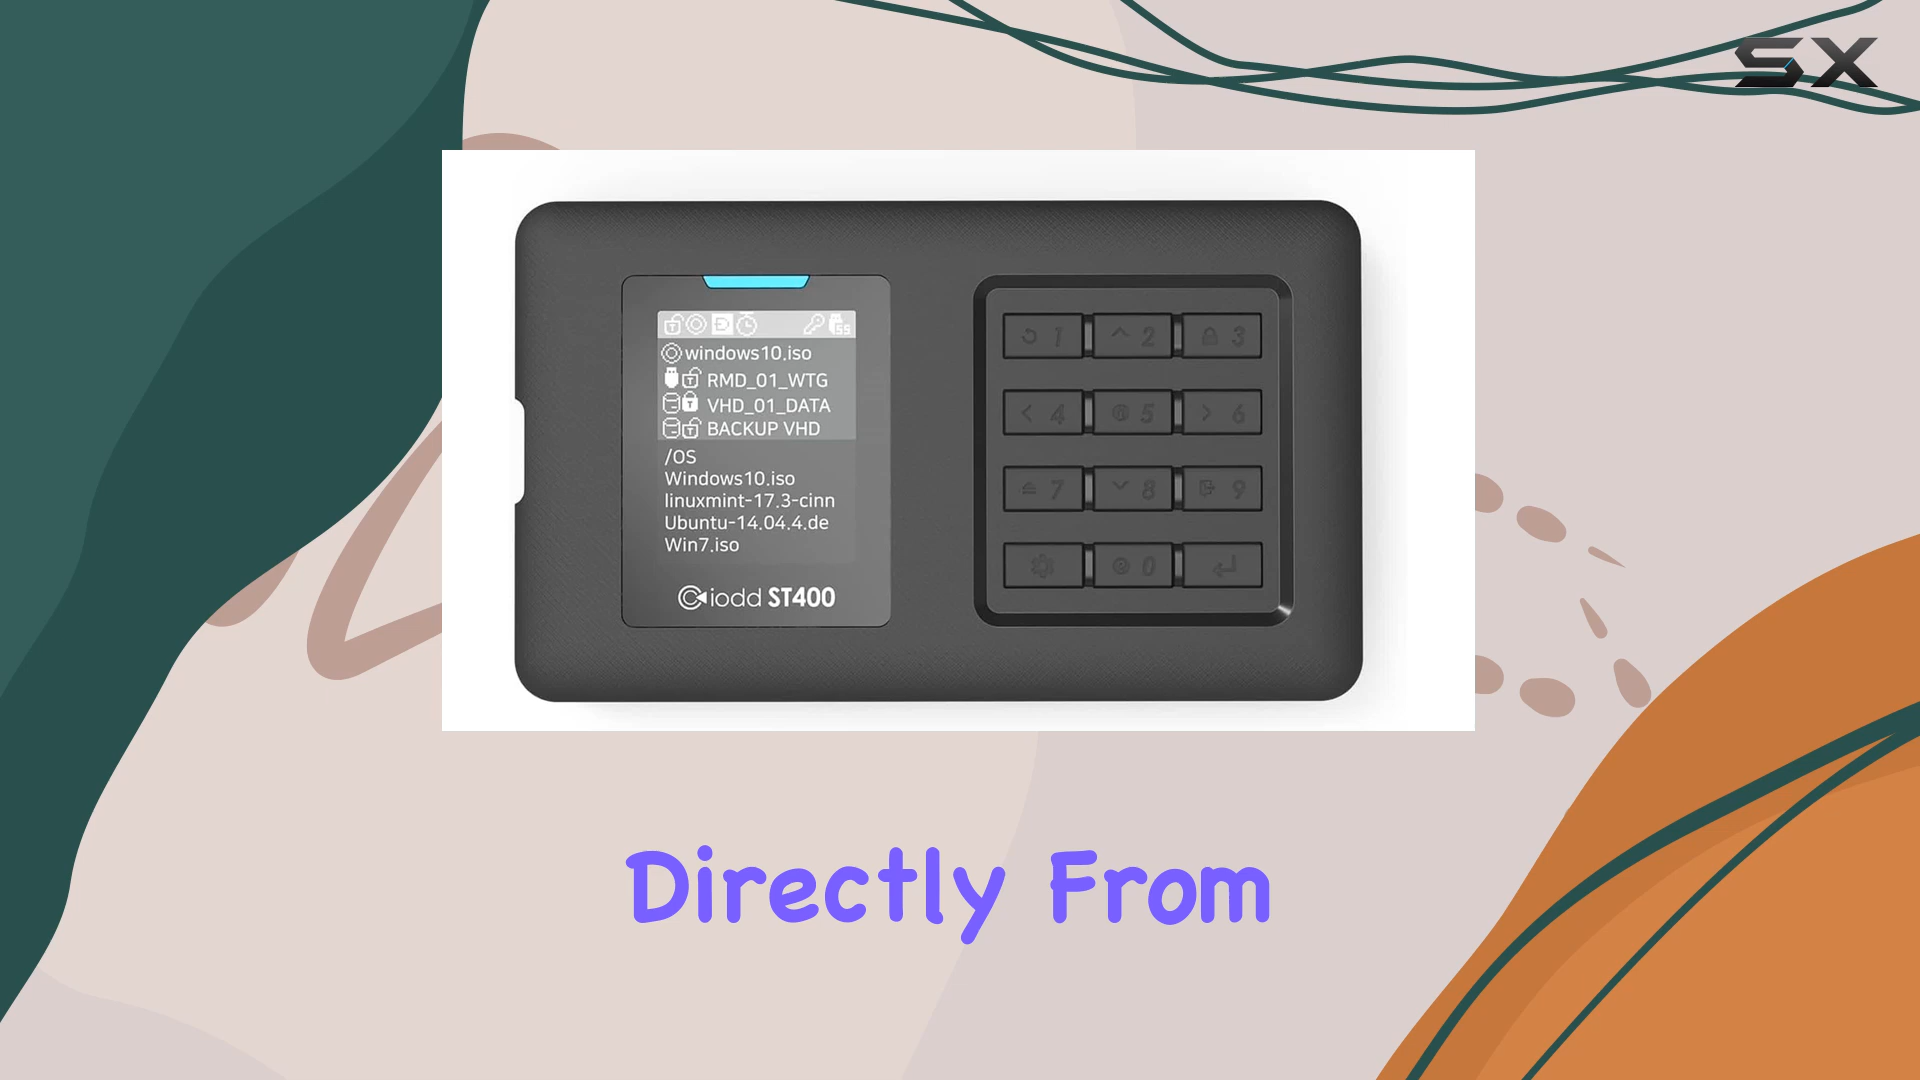 SX
SS
windows10.iso
RMD_01_WTG
VHD_01_DATA
BACKUP VHD
/OS
Windows10.iso
linuxmint-17.3-cinn
Ubuntu-14.04.4.de
Win7.iso
iodd ST400
1 2 3
4 5 6
7 8 9
0
Directly From